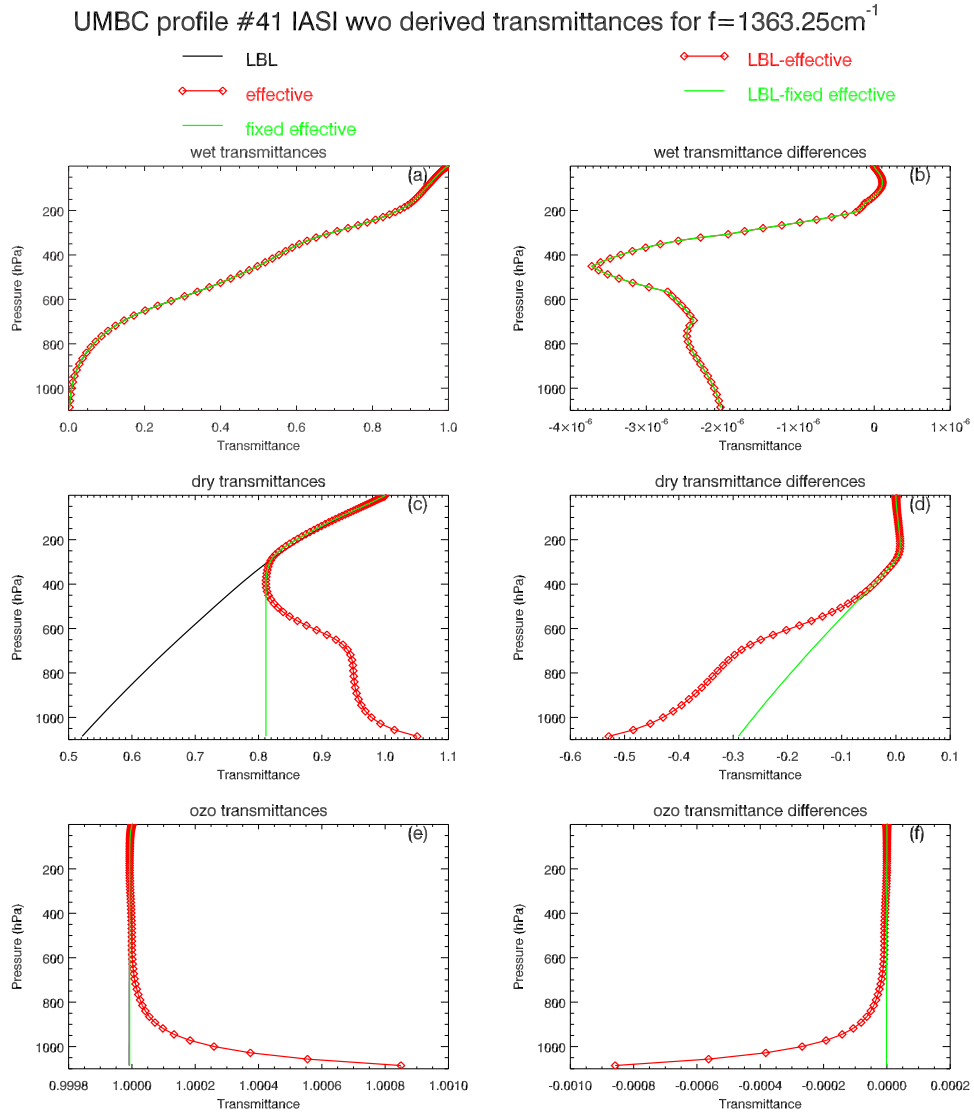 UMBC profile #41 IASI wvo derived transmittances for f=1363.25cm⁻¹
LBL
effective
fixed effective
LBL-effective
LBL-fixed effective
wet transmittances
(a)
200
400
600
800
1000
Pressure (hPa)
0.0 0.2 0.4 0.6 0.8 1.0
Transmittance
wet transmittance differences
(b)
200
400
600
800
1000
Pressure (hPa)
-4×10⁻⁶ -3×10⁻⁶ -2×10⁻⁶ -1×10⁻⁶ 0 1×10⁻⁶
Transmittance
dry transmittances
(c)
200
400
600
800
1000
Pressure (hPa)
0.5 0.6 0.7 0.8 0.9 1.0 1.1
Transmittance
dry transmittance differences
(d)
200
400
600
800
1000
Pressure (hPa)
-0.6 -0.5 -0.4 -0.3 -0.2 -0.1 0.0 0.1
Transmittance
ozo transmittances
(e)
200
400
600
800
1000
Pressure (hPa)
0.9998 1.0000 1.0002 1.0004 1.0006 1.0008 1.0010
Transmittance
ozo transmittance differences
(f)
200
400
600
800
1000
Pressure (hPa)
-0.0010 -0.0008 -0.0006 -0.0004 -0.0002 0.0000 0.0002
Transmittance